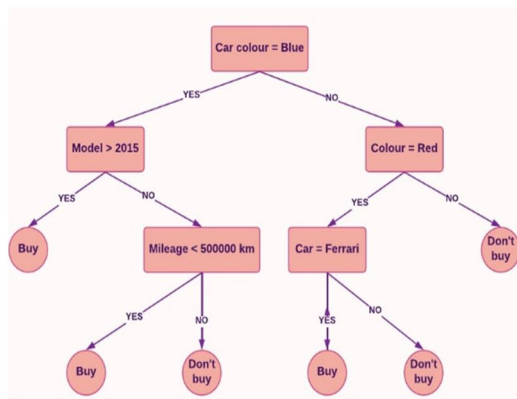 Car colour = Blue
YES
NO
Model > 2015
Colour = Red
YES
NO
YES
NO
Buy
Mileage < 500000 km
Car = Ferrari
Don't
buy
YES
NO
YES
NO
Buy
Don't
buy
Buy
Don't
buy